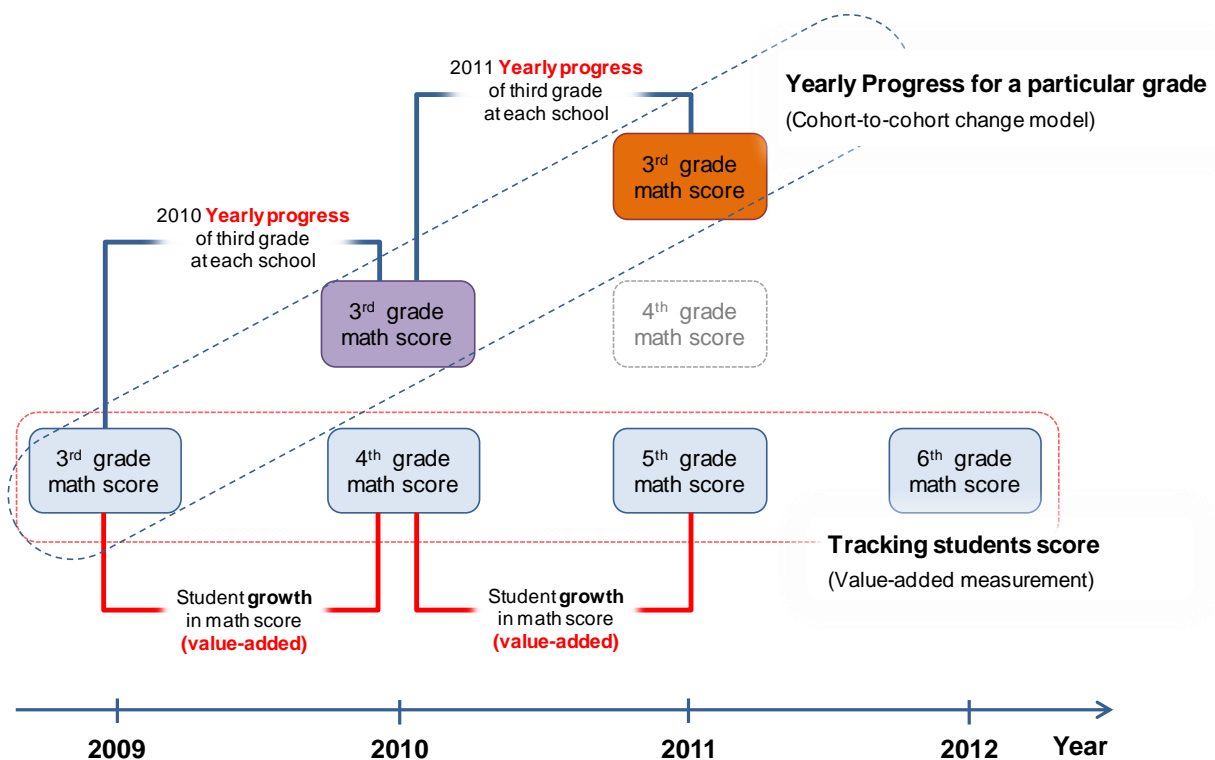 2011 Yearly progress
of third grade
at each school
Yearly Progress for a particular grade
(Cohort-to-cohort change model)
3rd grade
math score
2010 Yearly progress
of third grade
at each school
3rd grade
math score
4th grade
math score
3rd grade
math score
4th grade
math score
5th grade
math score
6th grade
math score
Tracking students score
(Value-added measurement)
Student growth
in math score
(value-added)
Student growth
in math score
(value-added)
2009
2010
2011
2012
Year